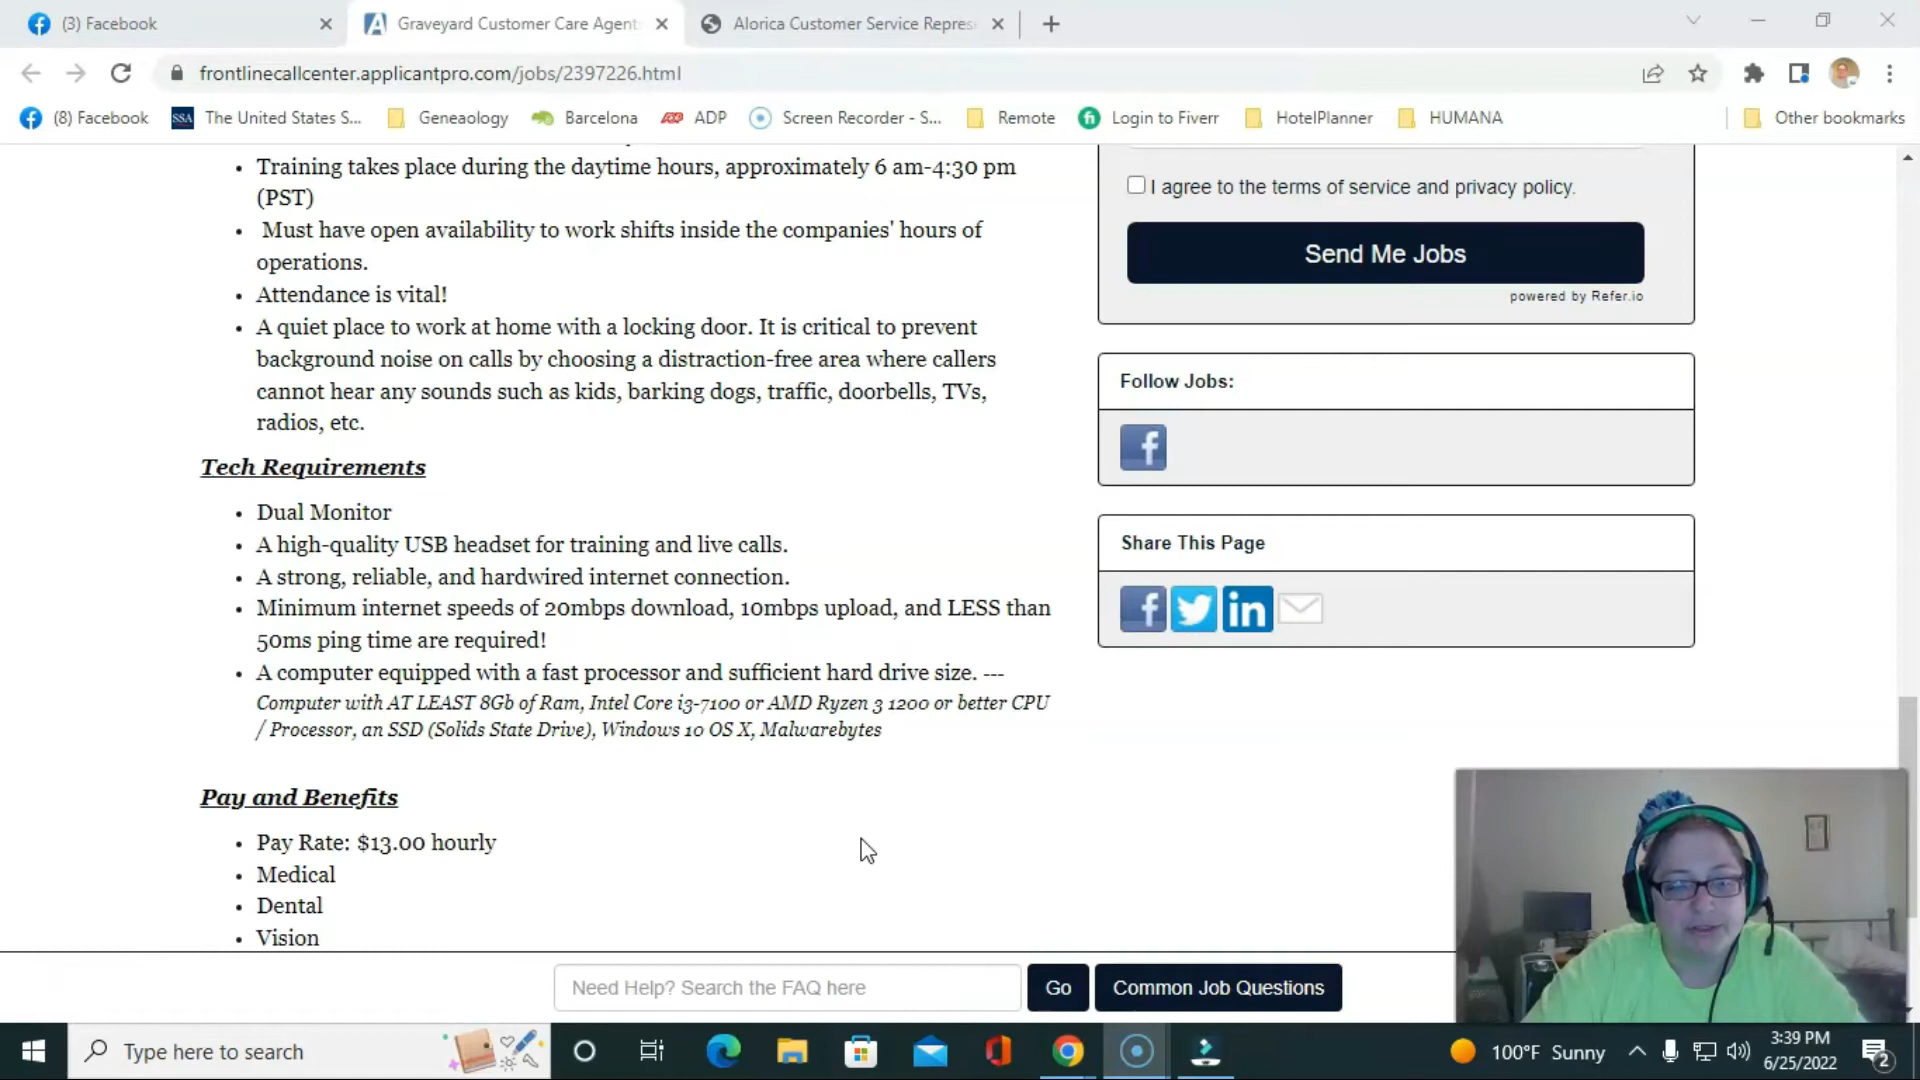 (3) Facebook
Graveyard Customer Care Agent
Alorica Customer Service Repres
frontlinecallcenter.applicantpro.com/jobs/2397226.html
(8) Facebook
SSA
The United States S...
Geneaology
Barcelona
ADP
Screen Recorder - S...
Remote
Login to Fiverr
HotelPlanner
HUMANA
Other bookmarks
• Training takes place during the daytime hours, approximately 6 am-4:30 pm
(PST)
• Must have open availability to work shifts inside the companies' hours of
operations.
• Attendance is vital!
• A quiet place to work at home with a locking door. It is critical to prevent
background noise on calls by choosing a distraction-free area where callers
cannot hear any sounds such as kids, barking dogs, traffic, doorbells, TVs,
radios, etc.
Tech Requirements
• Dual Monitor
• A high-quality USB headset for training and live calls.
• A strong, reliable, and hardwired internet connection.
• Minimum internet speeds of 20mbps download, 10mbps upload, and LESS than
50ms ping time are required!
• A computer equipped with a fast processor and sufficient hard drive size. ---
Computer with AT LEAST 8Gb of Ram, Intel Core i3-7100 or AMD Ryzen 3 1200 or better CPU
/ Processor, an SSD (Solids State Drive), Windows 10 OS X, Malwarebytes
Pay and Benefits
• Pay Rate: $13.00 hourly
• Medical
• Dental
• Vision
I agree to the terms of service and privacy policy.
Send Me Jobs
powered by Refer.io
Follow Jobs:
Share This Page
Need Help? Search the FAQ here
Go
Common Job Questions
Type here to search
100°F Sunny
3:39 PM
6/25/2022
2